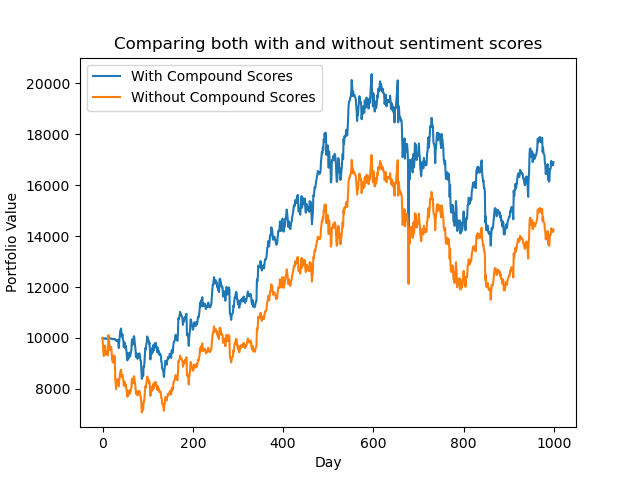 Comparing both with and without sentiment scores
With Compound Scores
Without Compound Scores
20000
18000
16000
14000
12000
10000
8000
Portfolio Value
0 200 400 600 800 1000
Day